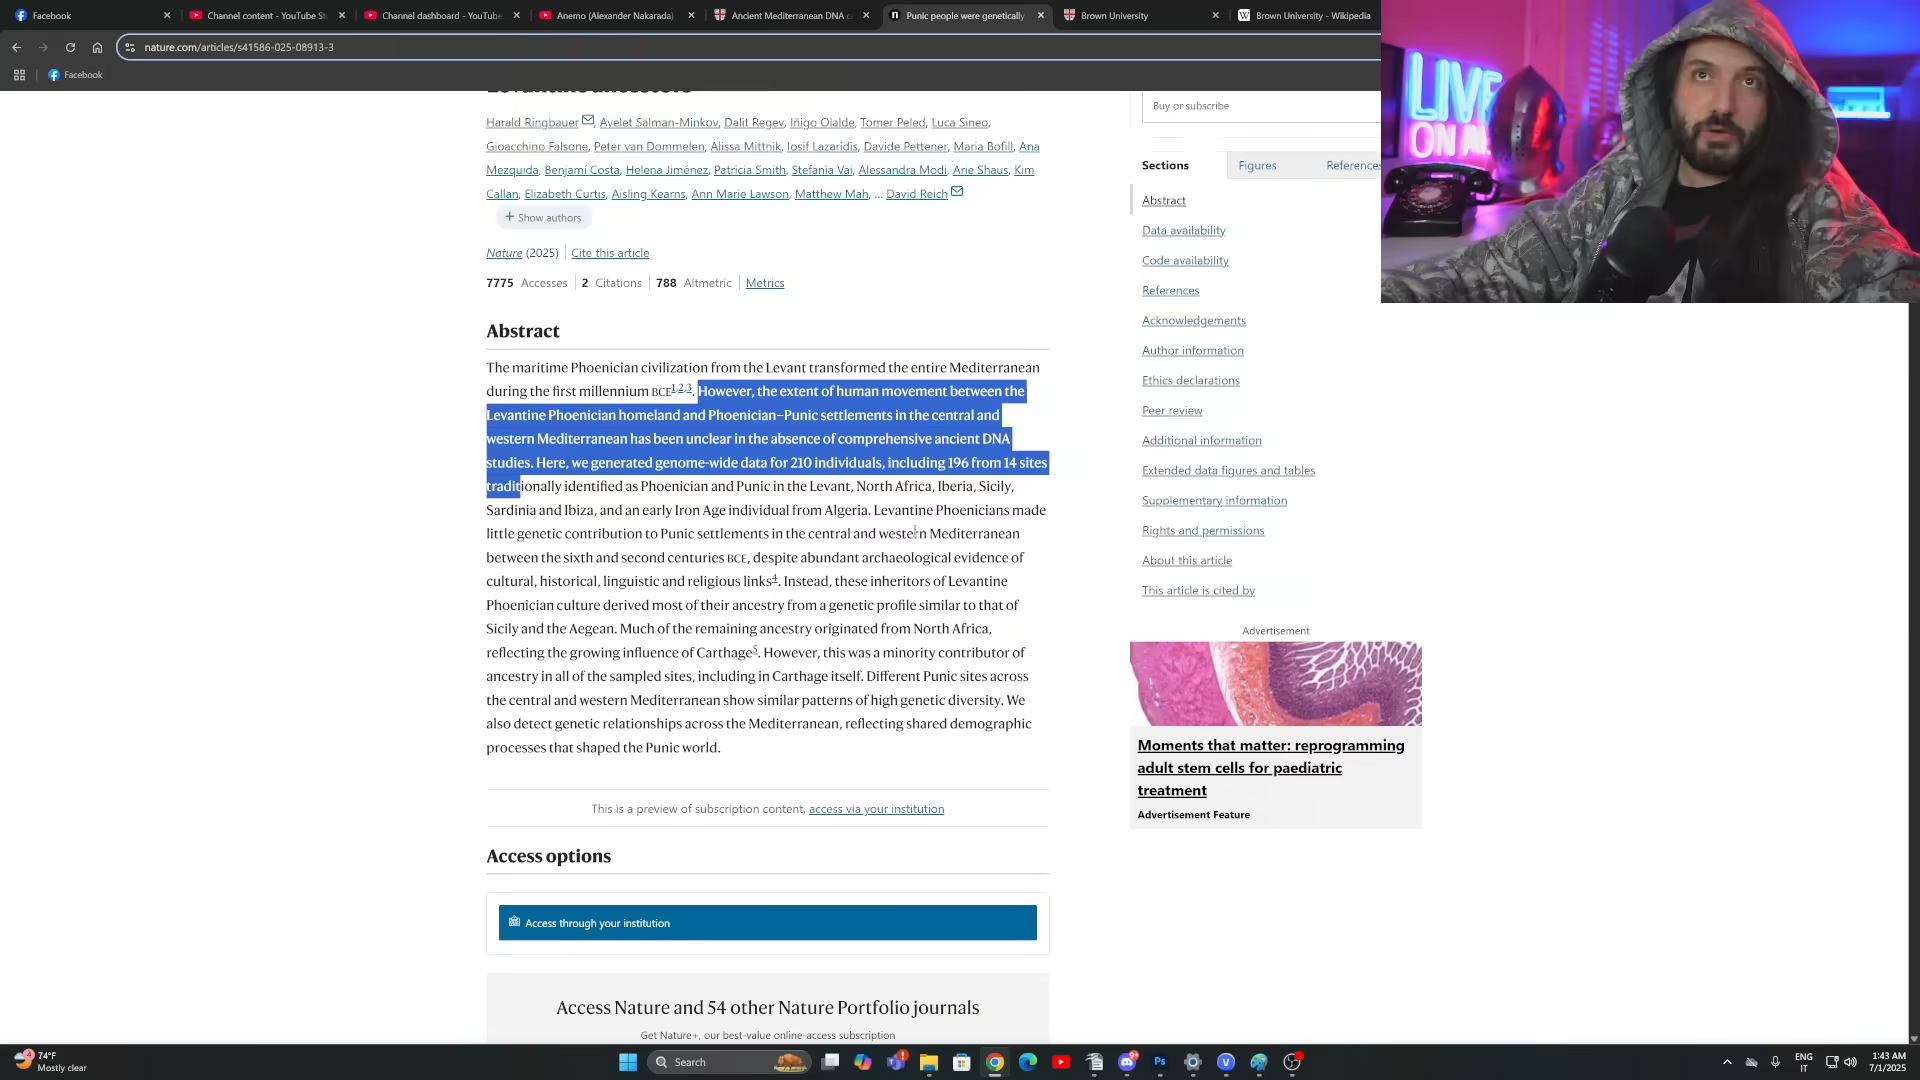 Facebook
Channel content - YouTube St
Channel dashboard - YouTube
Anemo (Alexander Nakarada)
Ancient Mediterranean DNA c
Punic people were genetically
Brown University
Brown University - Wikipedia
nature.com/articles/s41586-025-08913-3
Facebook
LIVE
ON AIR
Harald Ringbauer, Ayelet Salman-Minkov, Dalit Regev, Iñigo Olalde, Tomer Peled, Luca Sineo,
Gioacchino Falsone, Peter van Dommelen, Alissa Mittnik, Iosif Lazaridis, Davide Pettener, Maria Bofill, Ana
Mezquida, Benjamí Costa, Helena Jiménez, Patricia Smith, Stefania Vai, Alessandra Modi, Arie Shaus, Kim
Callan, Elizabeth Curtis, Aisling Kearns, Ann Marie Lawson, Matthew Mah, ... David Reich
+ Show authors
Nature (2025) Cite this article
7775 Accesses 2 Citations 788 Altmetric Metrics
Abstract
The maritime Phoenician civilization from the Levant transformed the entire Mediterranean
during the first millennium BCE1,2,3. However, the extent of human movement between the
Levantine Phoenician homeland and Phoenician–Punic settlements in the central and
western Mediterranean has been unclear in the absence of comprehensive ancient DNA
studies. Here, we generated genome-wide data for 210 individuals, including 196 from 14 sites
traditionally identified as Phoenician and Punic in the Levant, North Africa, Iberia, Sicily,
Sardinia and Ibiza, and an early Iron Age individual from Algeria. Levantine Phoenicians made
little genetic contribution to Punic settlements in the central and western Mediterranean
between the sixth and second centuries BCE, despite abundant archaeological evidence of
cultural, historical, linguistic and religious links4. Instead, these inheritors of Levantine
Phoenician culture derived most of their ancestry from a genetic profile similar to that of
Sicily and the Aegean. Much of the remaining ancestry originated from North Africa,
reflecting the growing influence of Carthage5. However, this was a minority contributor of
ancestry in all of the sampled sites, including in Carthage itself. Different Punic sites across
the central and western Mediterranean show similar patterns of high genetic diversity. We
also detect genetic relationships across the Mediterranean, reflecting shared demographic
processes that shaped the Punic world.
This is a preview of subscription content, access via your institution
Access options
Access through your institution
Access Nature and 54 other Nature Portfolio journals
Get Nature+, our best-value online-access subscription
Buy or subscribe
Sections Figures References
Abstract
Data availability
Code availability
References
Acknowledgements
Author information
Ethics declarations
Peer review
Additional information
Extended data figures and tables
Supplementary information
Rights and permissions
About this article
This article is cited by
Advertisement
Moments that matter: reprogramming
adult stem cells for paediatric
treatment
Advertisement Feature
74°F
Mostly clear
Search
ENG
IT
1:43 AM
7/1/2025